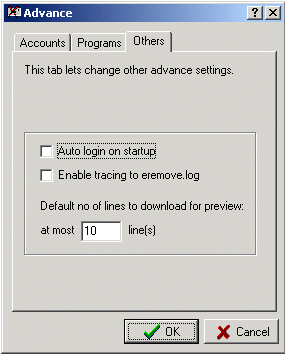 Advance
Accounts Programs Others
This tab lets change other advance settings.
Auto login on startup
Enable tracing to eremove.log
Default no of lines to download for preview:
at most 10 line(s)
OK Cancel